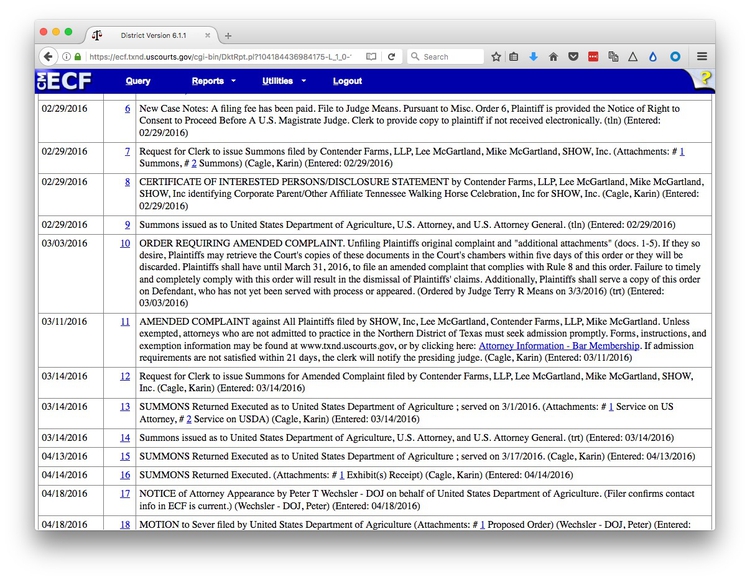 District Version 6.1.1
https://ecf.txnd.uscourts.gov/cgi-bin/DktRpt.pl?104184436984175-L_1_0-1
Search
CM ECF Query Reports Utilities Logout ?
02/29/2016 6 New Case Notes: A filing fee has been paid. File to Judge Means. Pursuant to Misc. Order 6, Plaintiff is provided the Notice of Right to
Consent to Proceed Before A U.S. Magistrate Judge. Clerk to provide copy to plaintiff if not received electronically. (tln) (Entered:
02/29/2016)
02/29/2016 7 Request for Clerk to issue Summons filed by Contender Farms, LLP, Lee McGartland, Mike McGartland, SHOW, Inc. (Attachments: # 1
Summons, # 2 Summons) (Cagle, Karin) (Entered: 02/29/2016)
02/29/2016 8 CERTIFICATE OF INTERESTED PERSONS/DISCLOSURE STATEMENT by Contender Farms, LLP, Lee McGartland, Mike McGartland,
SHOW, Inc identifying Corporate Parent/Other Affiliate Tennessee Walking Horse Celebration, Inc for SHOW, Inc. (Cagle, Karin) (Entered:
02/29/2016)
02/29/2016 9 Summons issued as to United States Department of Agriculture, U.S. Attorney, and U.S. Attorney General. (tln) (Entered: 02/29/2016)
03/03/2016 10 ORDER REQUIRING AMENDED COMPLAINT. Unfiling Plaintiffs original complaint and "additional attachments" (docs. 1-5). If they so
desire, Plaintiffs may retrieve the Court's copies of these documents in the Court's chambers within five days of this order or they will be
discarded. Plaintiffs shall have until March 31, 2016, to file an amended complaint that complies with Rule 8 and this order. Failure to timely
and completely comply with this order will result in the dismissal of Plaintiffs' claims. Additionally, Plaintiffs shall serve a copy of this order
on Defendant, who has not yet been served with process or appeared. (Ordered by Judge Terry R Means on 3/3/2016) (trt) (Entered:
03/03/2016)
03/11/2016 11 AMENDED COMPLAINT against All Plaintiffs filed by SHOW, Inc, Lee McGartland, Contender Farms, LLP, Mike McGartland. Unless
exempted, attorneys who are not admitted to practice in the Northern District of Texas must seek admission promptly. Forms, instructions, and
exemption information may be found at www.txnd.uscourts.gov, or by clicking here: Attorney Information - Bar Membership. If admission
requirements are not satisfied within 21 days, the clerk will notify the presiding judge. (Cagle, Karin) (Entered: 03/11/2016)
03/14/2016 12 Request for Clerk to issue Summons for Amended Complaint filed by Contender Farms, LLP, Lee McGartland, Mike McGartland, SHOW,
Inc. (Cagle, Karin) (Entered: 03/14/2016)
03/14/2016 13 SUMMONS Returned Executed as to United States Department of Agriculture ; served on 3/1/2016. (Attachments: # 1 Service on US
Attorney, # 2 Service on USDA) (Cagle, Karin) (Entered: 03/14/2016)
03/14/2016 14 Summons issued as to United States Department of Agriculture, U.S. Attorney, and U.S. Attorney General. (trt) (Entered: 03/14/2016)
04/13/2016 15 SUMMONS Returned Executed as to United States Department of Agriculture ; served on 3/17/2016. (Cagle, Karin) (Entered: 04/13/2016)
04/14/2016 16 SUMMONS Returned Executed. (Attachments: # 1 Exhibit(s) Receipt) (Cagle, Karin) (Entered: 04/14/2016)
04/18/2016 17 NOTICE of Attorney Appearance by Peter T Wechsler - DOJ on behalf of United States Department of Agriculture. (Filer confirms contact
info in ECF is current.) (Wechsler - DOJ, Peter) (Entered: 04/18/2016)
04/18/2016 18 MOTION to Sever filed by United States Department of Agriculture (Attachments: # 1 Proposed Order) (Wechsler - DOJ, Peter) (Entered: